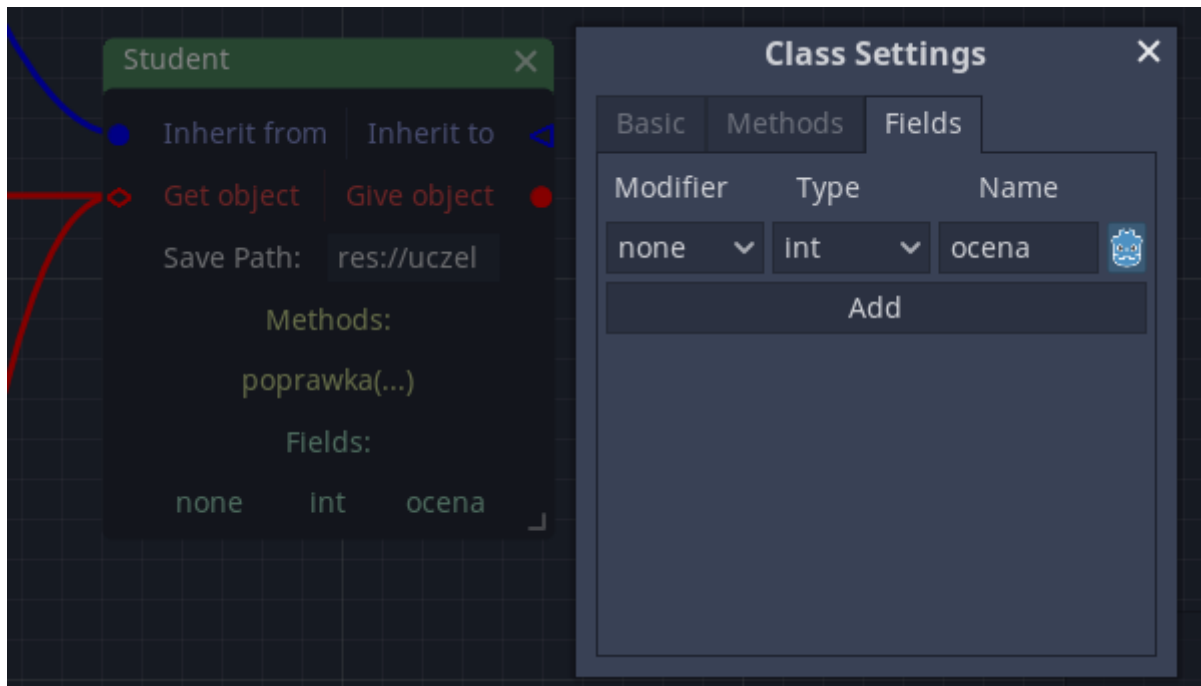 Student
Inherit from Inherit to
Get object Give object
Save Path: res://uczel
Methods:
poprawka(...)
Fields:
none int ocena
Class Settings
Basic Methods Fields
Modifier Type Name
none int ocena
Add